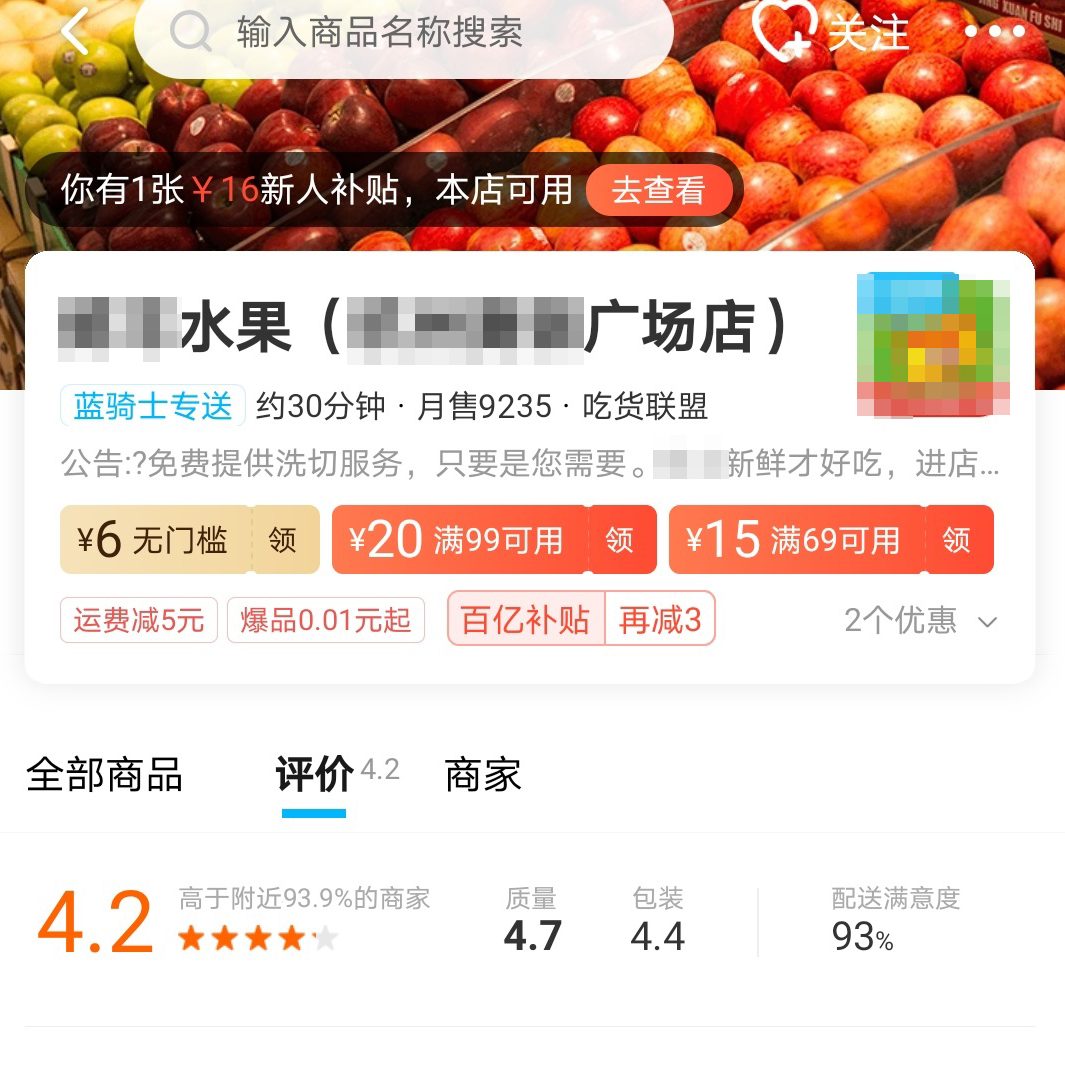 输入商品名称搜索
关注
JING XUAN FU SHI
你有1张￥16新人补贴，本店可用 去查看
水果（ 广场店）
蓝骑士专送 约30分钟 · 月售9235 · 吃货联盟
公告:?免费提供洗切服务，只要是您需要。 新鲜才好吃，进店...
¥6 无门槛 领 ¥20 满99可用 领 ¥15 满69可用 领
运费减5元 爆品0.01元起 百亿补贴 再减3 2个优惠
全部商品 评价 4.2 商家
4.2 高于附近93.9%的商家
质量 4.7
包装 4.4
配送满意度 93%